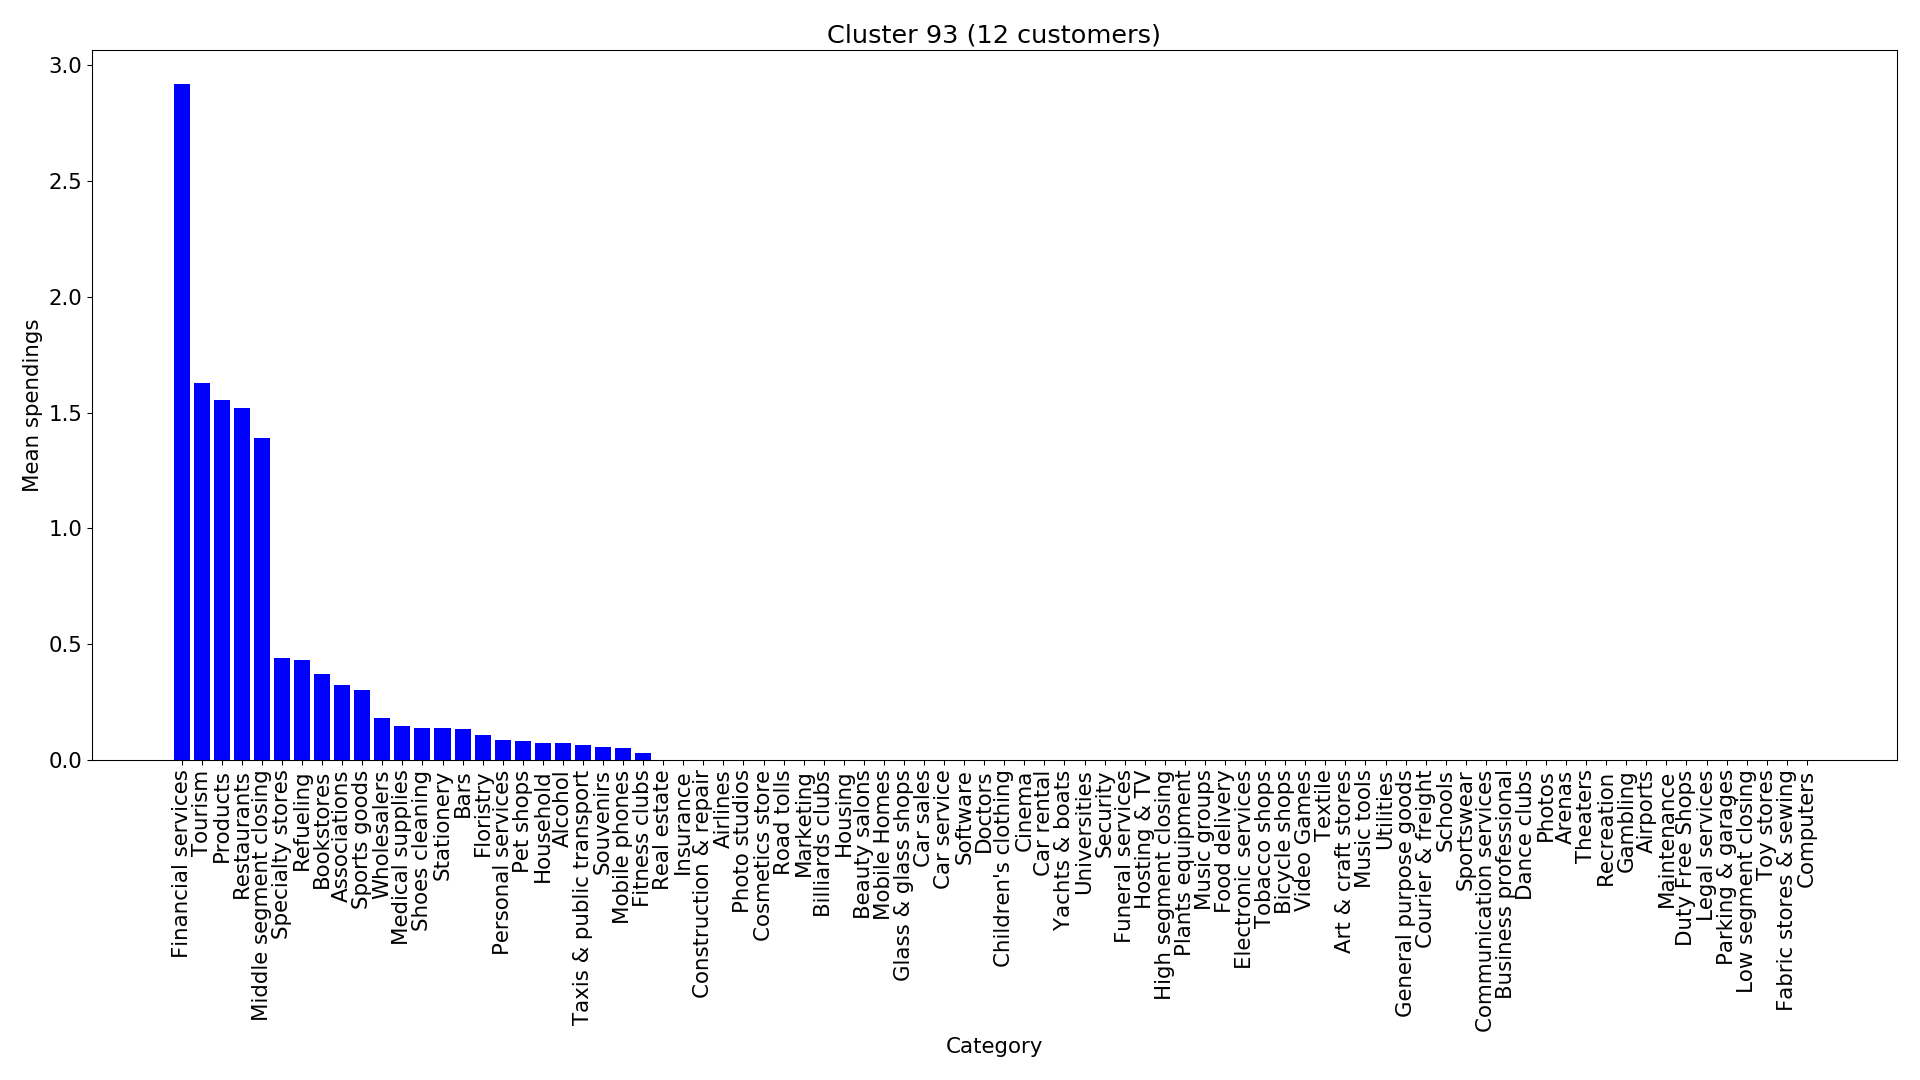 Cluster 93 (12 customers)
3.0
2.5
2.0
1.5
1.0
0.5
0.0
Mean spendings
Financial services
Tourism
Products
Restaurants
Middle segment closing
Specialty stores
Refueling
Bookstores
Associations
Sports goods
Wholesalers
Medical supplies
Shoes cleaning
Stationery
Bars
Floristry
Personal services
Pet shops
Household
Alcohol
Taxis & public transport
Souvenirs
Mobile phones
Fitness clubs
Real estate
Insurance
Construction & repair
Airlines
Photo studios
Cosmetics store
Road tolls
Marketing
Billiards clubs
Housing
Beauty salons
Mobile Homes
Glass & glass shops
Car sales
Car service
Software
Doctors
Children's clothing
Cinema
Car rental
Yachts & boats
Universities
Security
Funeral services
Hosting & TV
High segment closing
Plants equipment
Music groups
Food delivery
Electronic services
Tobacco shops
Bicycle shops
Video Games
Textile
Art & craft stores
Music tools
Utilities
General purpose goods
Courier & freight
Schools
Sportswear
Communication services
Business professional
Dance clubs
Photos
Arenas
Theaters
Recreation
Gambling
Airports
Maintenance
Duty Free Shops
Legal services
Parking & garages
Low segment closing
Toy stores
Fabric stores & sewing
Computers
Category